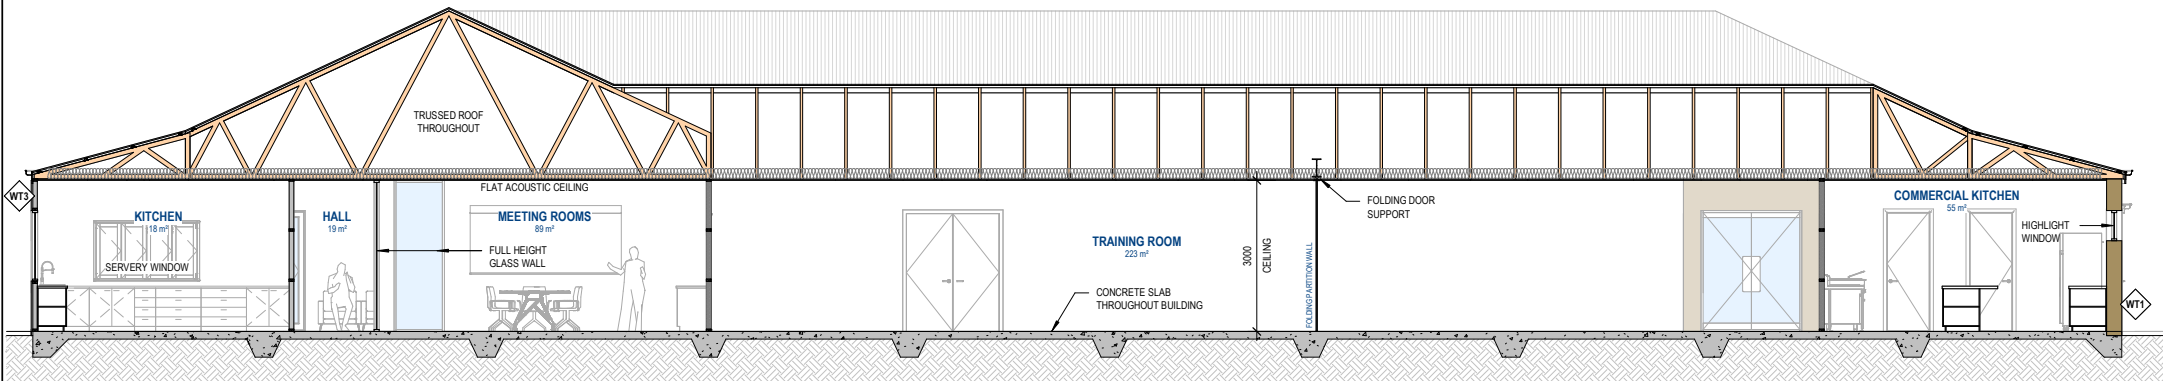 TRUSSED ROOF
THROUGHOUT
FLAT ACOUSTIC CEILING
WT3
KITCHEN
18 m²
SERVERY WINDOW
HALL
19 m²
MEETING ROOMS
89 m²
FULL HEIGHT
GLASS WALL
TRAINING ROOM
223 m²
CONCRETE SLAB
THROUGHOUT BUILDING
3000
CEILING
FOLDING PARTITION WALL
FOLDING DOOR
SUPPORT
COMMERCIAL KITCHEN
55 m²
HIGHLIGHT
WINDOW
WT1